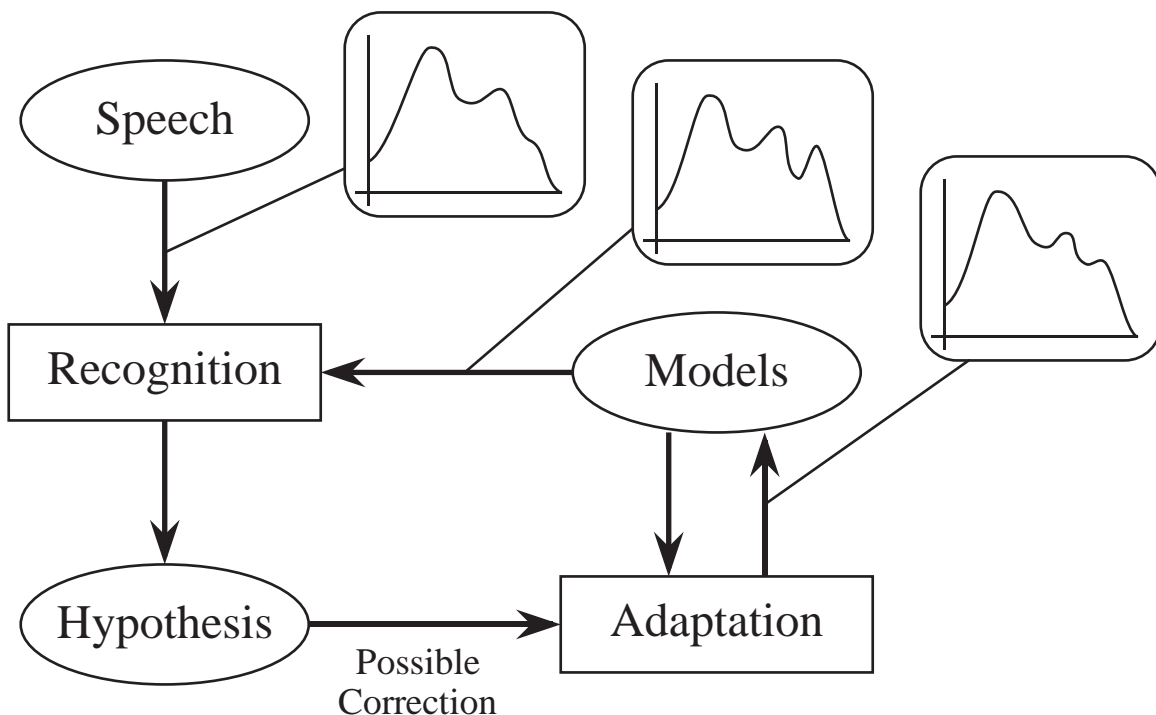 Speech
Recognition
Models
Hypothesis
Adaptation
Possible
Correction